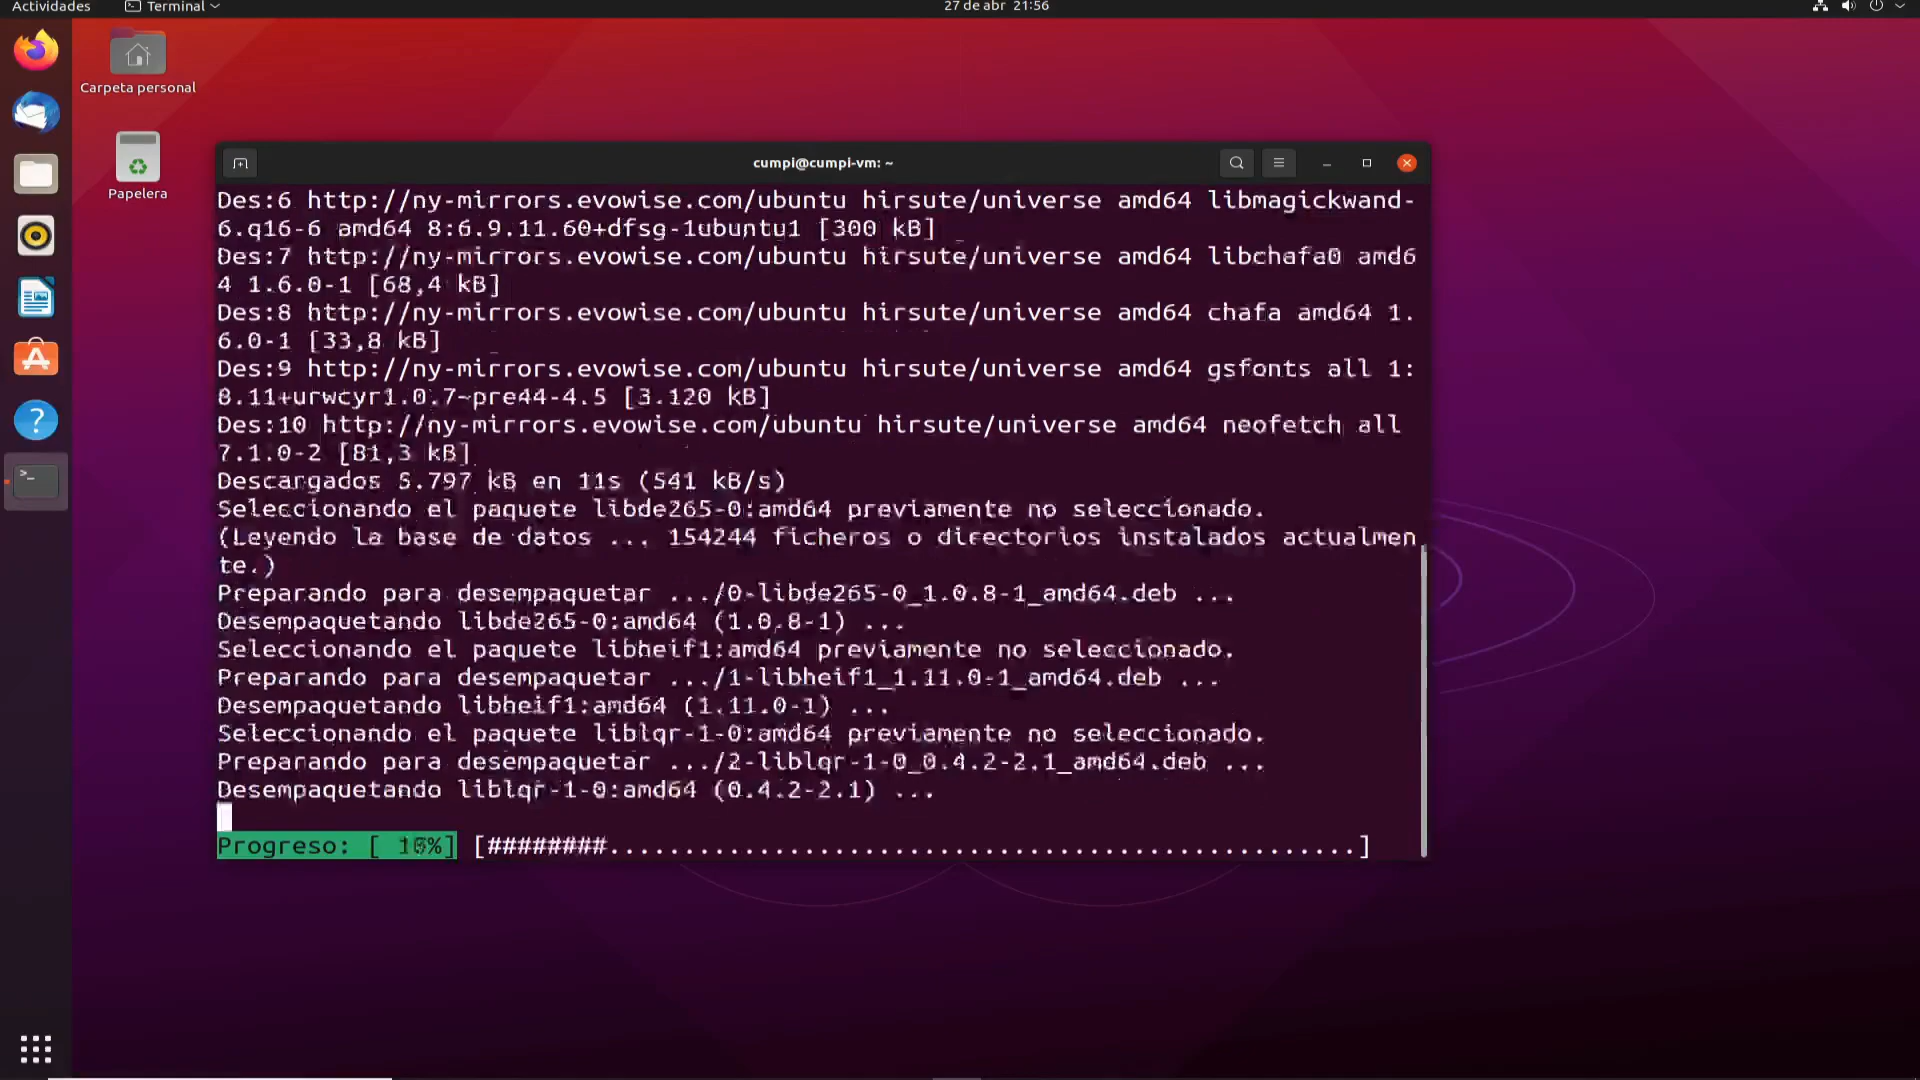 Actividades
Terminal
27 de abr 21:56
Carpeta personal
Papelera
cumpi@cumpi-vm: ~
Des:6 http://ny-mirrors.evowise.com/ubuntu hirsute/universe amd64 libmagickwand-
6.q16-6 amd64 8:6.9.11.60+dfsg-1ubuntu1 [300 kB]
Des:7 http://ny-mirrors.evowise.com/ubuntu hirsute/universe amd64 libchafa0 amd6
4 1.6.0-1 [68,4 kB]
Des:8 http://ny-mirrors.evowise.com/ubuntu hirsute/universe amd64 chafa amd64 1.
6.0-1 [33,8 kB]
Des:9 http://ny-mirrors.evowise.com/ubuntu hirsute/universe amd64 gsfonts all 1:
8.11+urwcyr1.0.7~pre44-4.5 [3.120 kB]
Des:10 http://ny-mirrors.evowise.com/ubuntu hirsute/universe amd64 neofetch all
7.1.0-2 [81,3 kB]
Descargados kB en 11s (541 kB/s)
Seleccionando el paquete libde265-0:amd64 previamente no seleccionado.
(Leyendo la base de datos ... 154244 ficheros o directorios instalados actualmen
te.)
Preparando para desempaquetar .../0-libde265-0_1.0.8-1_amd64.deb ...
Desempaquetando libde265-0:amd64 (1.0.8-1) ...
Seleccionando el paquete libheif1:amd64 previamente no seleccionado.
Preparando para desempaquetar .../1-libheif1_1.11.0-1_amd64.deb ...
Desempaquetando libheif1:amd64 (1.11.0-1) ...
Seleccionando el paquete liblqr-1-0:amd64 previamente no seleccionado.
Preparando para desempaquetar .../2-liblqr-1-0_0.4.2-2.1_amd64.deb ...
Desempaquetando liblqr-1-0:amd64 (0.4.2-2.1) ...
Progreso: [########..................................................]